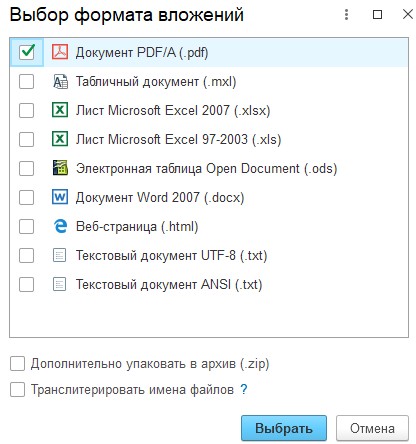 Выбор формата вложений
Документ PDF/A (.pdf)
Табличный документ (.mxl)
Лист Microsoft Excel 2007 (.xlsx)
Лист Microsoft Excel 97-2003 (.xls)
Электронная таблица Open Document (.ods)
Документ Word 2007 (.docx)
Веб-страница (.html)
Текстовый документ UTF-8 (.txt)
Текстовый документ ANSI (.txt)
Дополнительно упаковать в архив (.zip)
Транслитерировать имена файлов ?
Выбрать Отмена